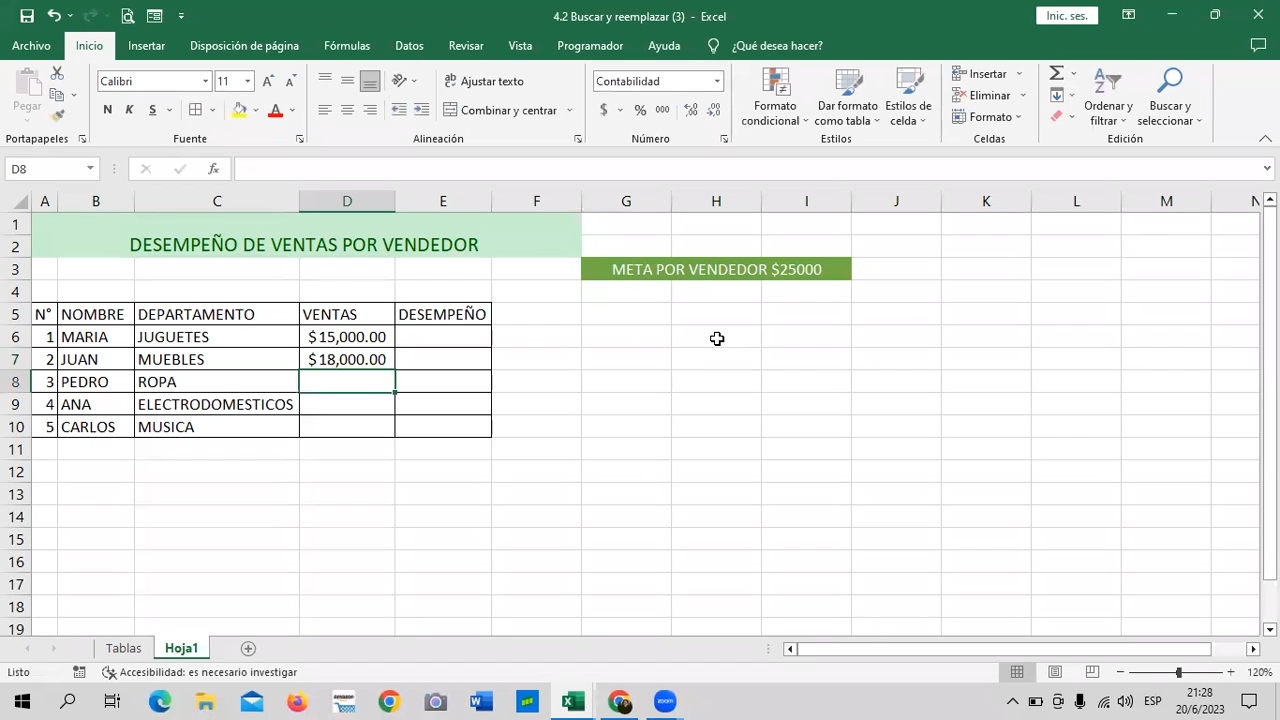 4.2 Buscar y reemplazar (3) - Excel
Inic. ses.
Archivo Inicio Insertar Disposición de página Fórmulas Datos Revisar Vista Programador Ayuda ¿Qué desea hacer?
Pegar
Calibri 11
N K S
Ajustar texto
Combinar y centrar
Contabilidad
$ % 000
Formato condicional
Dar formato como tabla
Estilos de celda
Insertar
Eliminar
Formato
Ordenar y filtrar
Buscar y seleccionar
Portapapeles Fuente Alineación Número Estilos Celdas Edición
D8 fx
A B C D E F G H I J K L M N
1
2 DESEMPEÑO DE VENTAS POR VENDEDOR
3 META POR VENDEDOR $25000
4
5 N° NOMBRE DEPARTAMENTO VENTAS DESEMPEÑO
6 1 MARIA JUGUETES $15,000.00
7 2 JUAN MUEBLES $18,000.00
8 3 PEDRO ROPA
9 4 ANA ELECTRODOMESTICOS
10 5 CARLOS MUSICA
11
12
13
14
15
16
17
18
19
Tablas Hoja1
Listo Accesibilidad: es necesario investigar 120%
ESP
21:28
20/6/2023